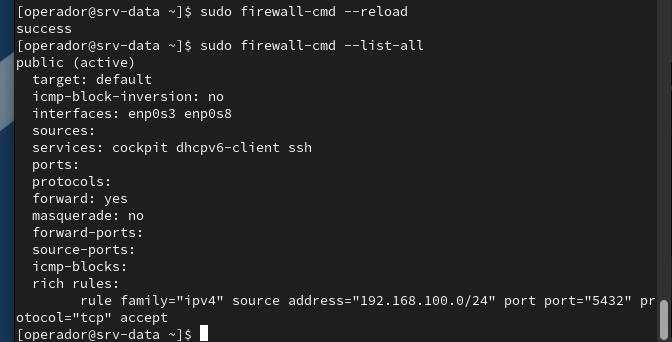 [operador@srv-data ~]$ sudo firewall-cmd --reload
success
[operador@srv-data ~]$ sudo firewall-cmd --list-all
public (active)
  target: default
  icmp-block-inversion: no
  interfaces: enp0s3 enp0s8
  sources:
  services: cockpit dhcpv6-client ssh
  ports:
  protocols:
  forward: yes
  masquerade: no
  forward-ports:
  source-ports:
  icmp-blocks:
  rich rules:
        rule family="ipv4" source address="192.168.100.0/24" port port="5432" pr
otocol="tcp" accept
[operador@srv-data ~]$